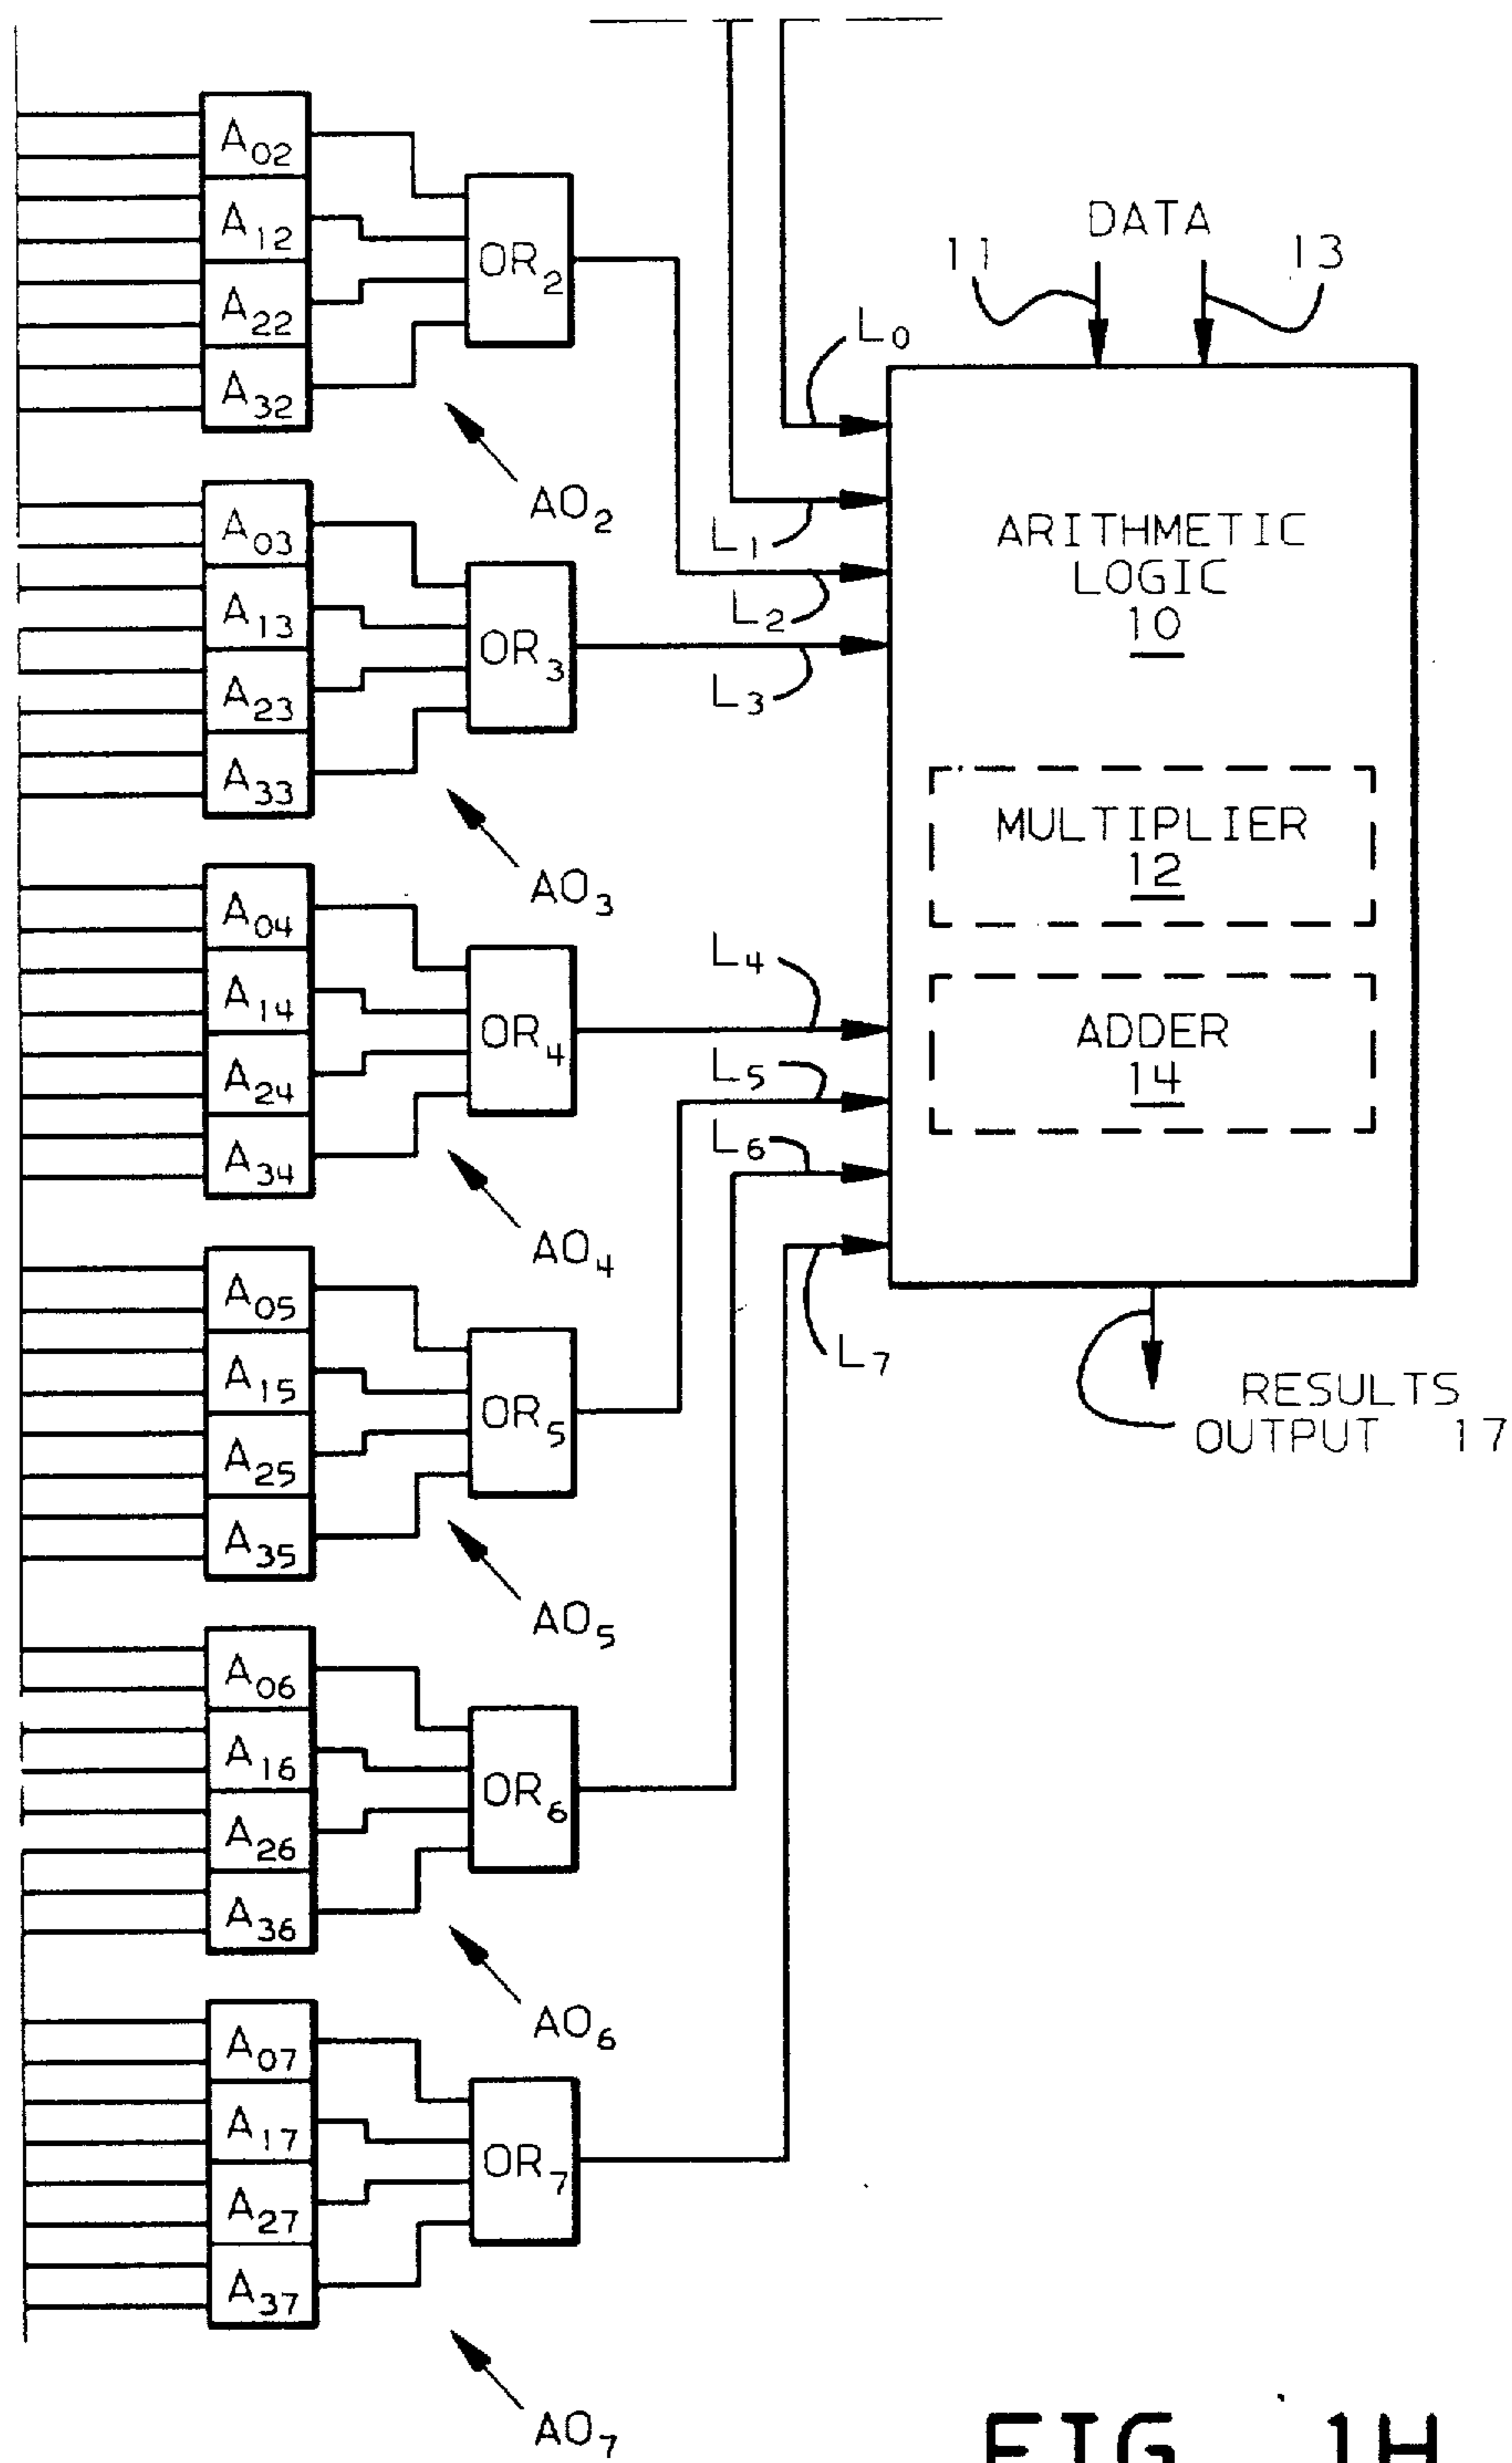 A02
A12
A22
A32
OR2
AO2
A03
A13
A23
A33
OR3
AO3
A04
A14
A24
A34
OR4
AO4
A05
A15
A25
A35
OR5
AO5
A06
A16
A26
A36
OR6
AO6
A07
A17
A27
A37
OR7
AO7
L0
L1
L2
L3
L4
L5
L6
L7
DATA
11
13
ARITHMETIC
LOGIC
10
MULTIPLIER
12
ADDER
14
RESULTS
OUTPUT 17
FIG. 1H